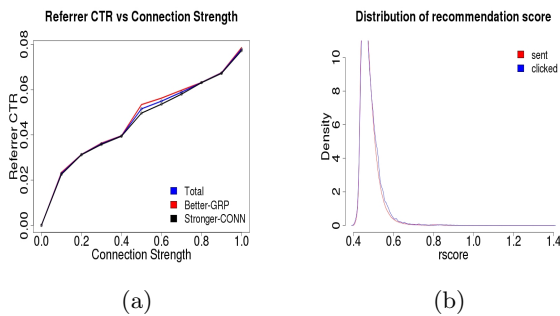 Referrer CTR vs Connection Strength
Referrer CTR
0.00 0.02 0.04 0.06 0.08
Total
Better-GRP
Stronger-CONN
0.0 0.2 0.4 0.6 0.8 1.0
Connection Strength
(a)
Distribution of recommendation score
Density
0 2 4 6 8 10
sent
clicked
0.4 0.6 0.8 1.0 1.2 1.4
rscore
(b)